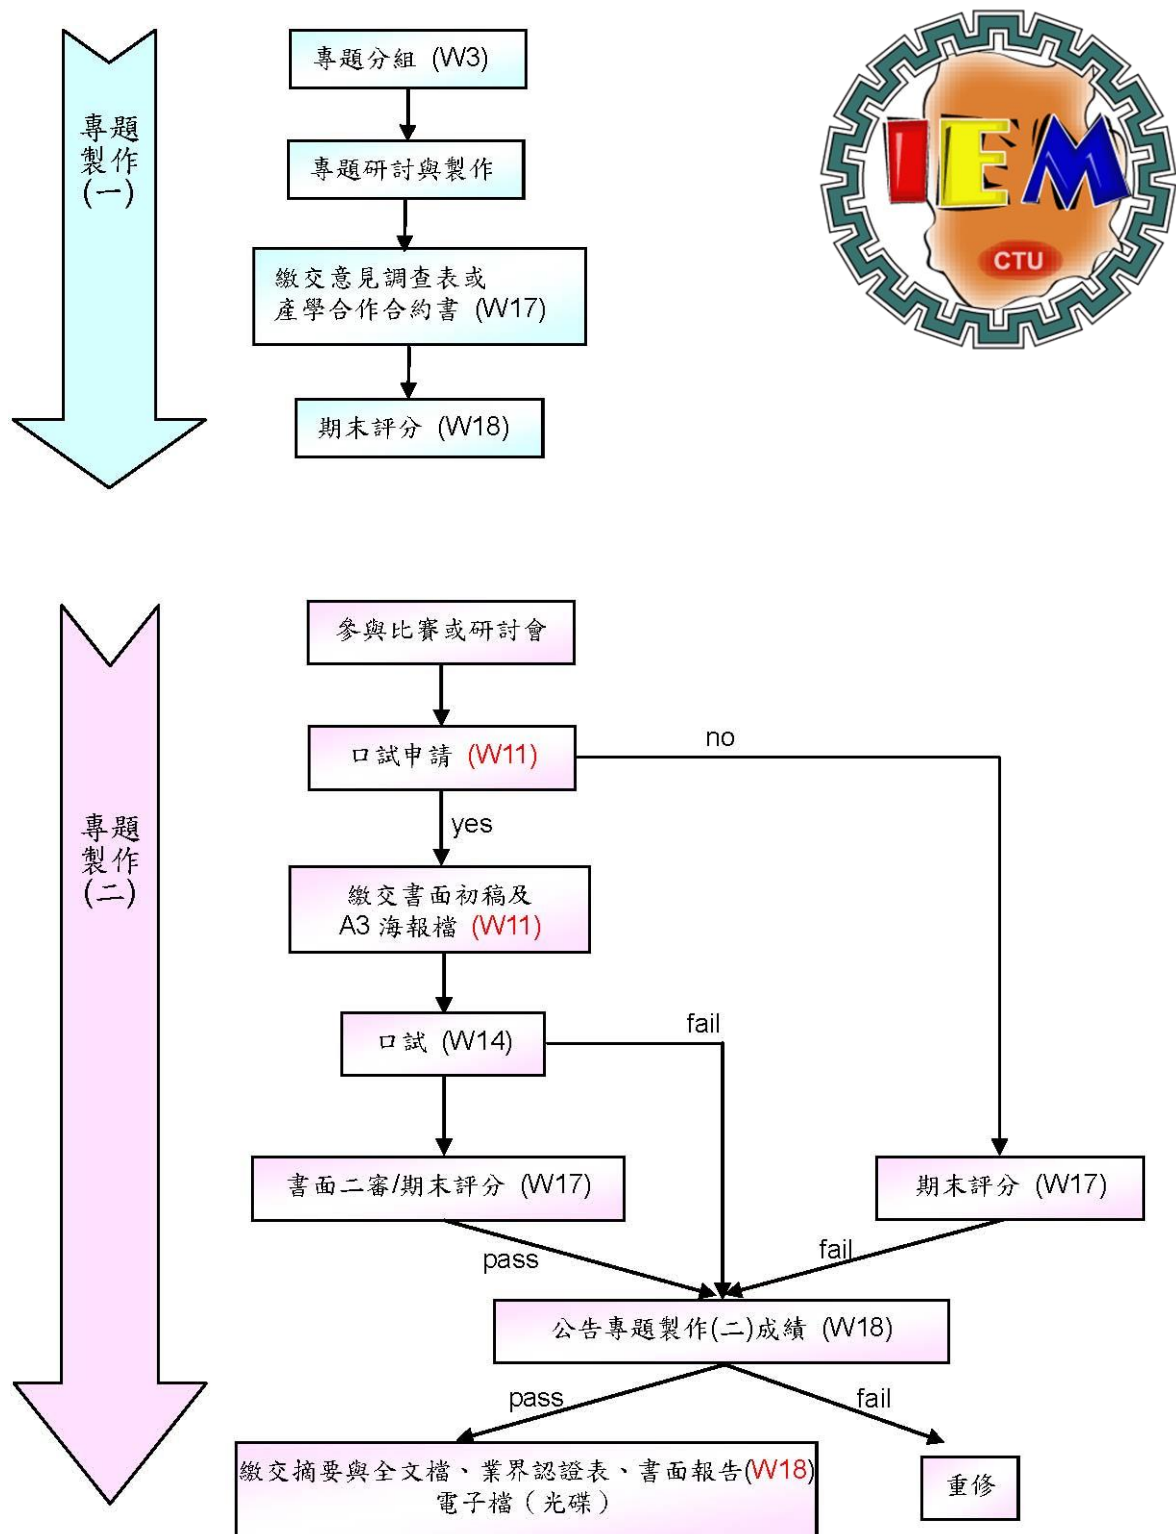 專題
製作
(一)
專題分組 (W3)
專題研討與製作
繳交意見調查表或
產學合作合約書 (W17)
期末評分 (W18)
IEM
CTU
專題
製作
(二)
參與比賽或研討會
口試申請 (W11)
no
yes
繳交書面初稿及
A3 海報檔 (W11)
口試 (W14)
fail
書面二審/期末評分 (W17)
期末評分 (W17)
pass
fail
公告專題製作(二)成績 (W18)
pass
fail
繳交摘要與全文檔、業界認證表、書面報告(W18)
電子檔（光碟）
重修